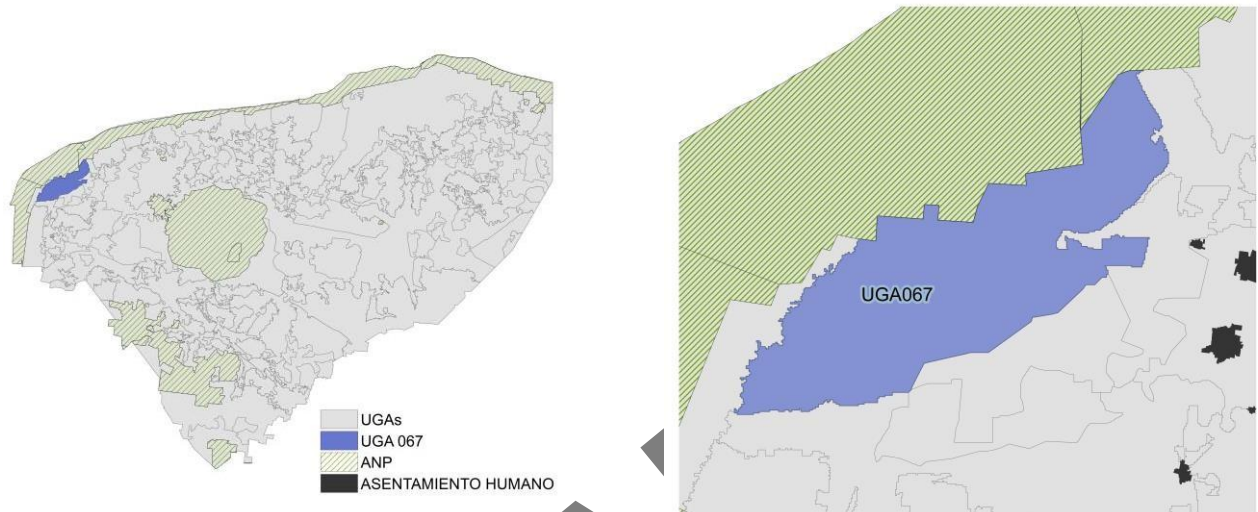 UGAs
UGA 067
ANP
ASENTAMIENTO HUMANO
UGA067